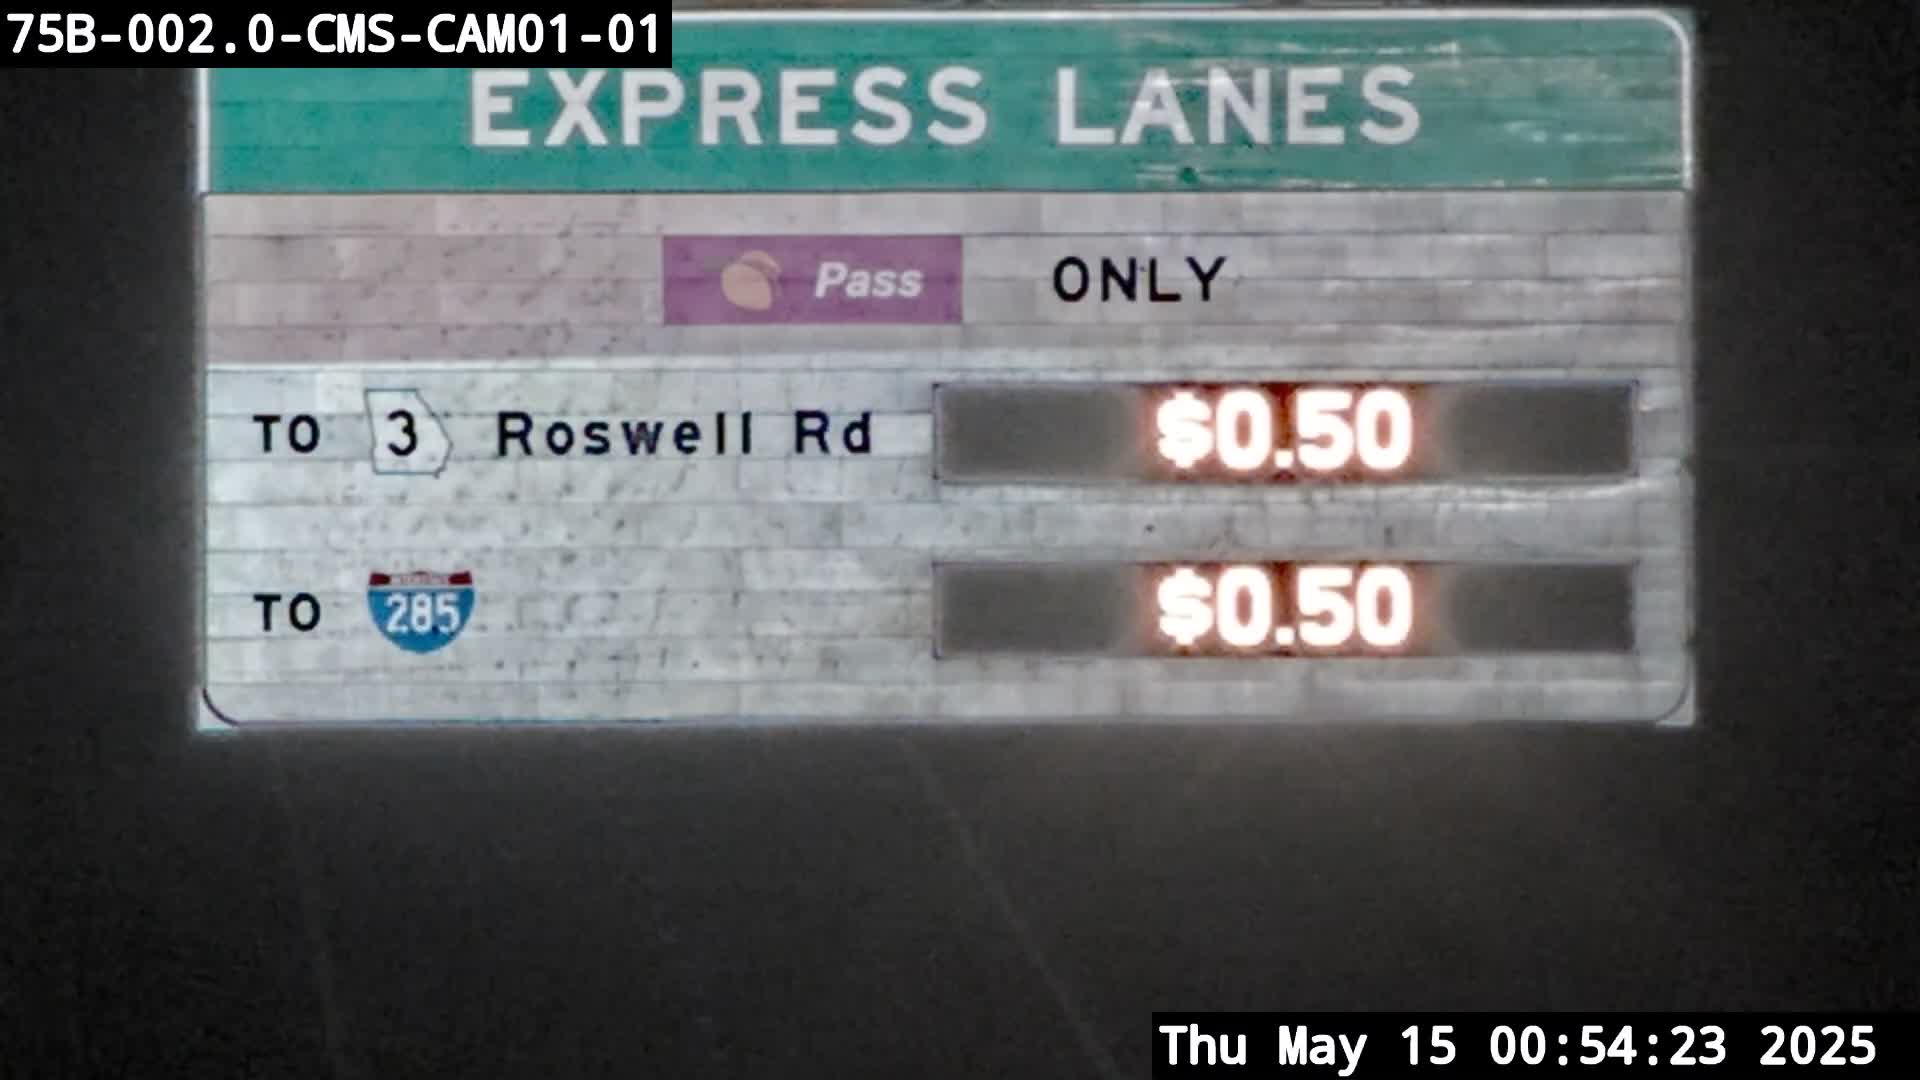 75B-002.0-CMS-CAM01-01
EXPRESS LANES
Pass ONLY
TO 3 Roswell Rd $0.50
TO 285 $0.50
Thu May 15 00:54:23 2025